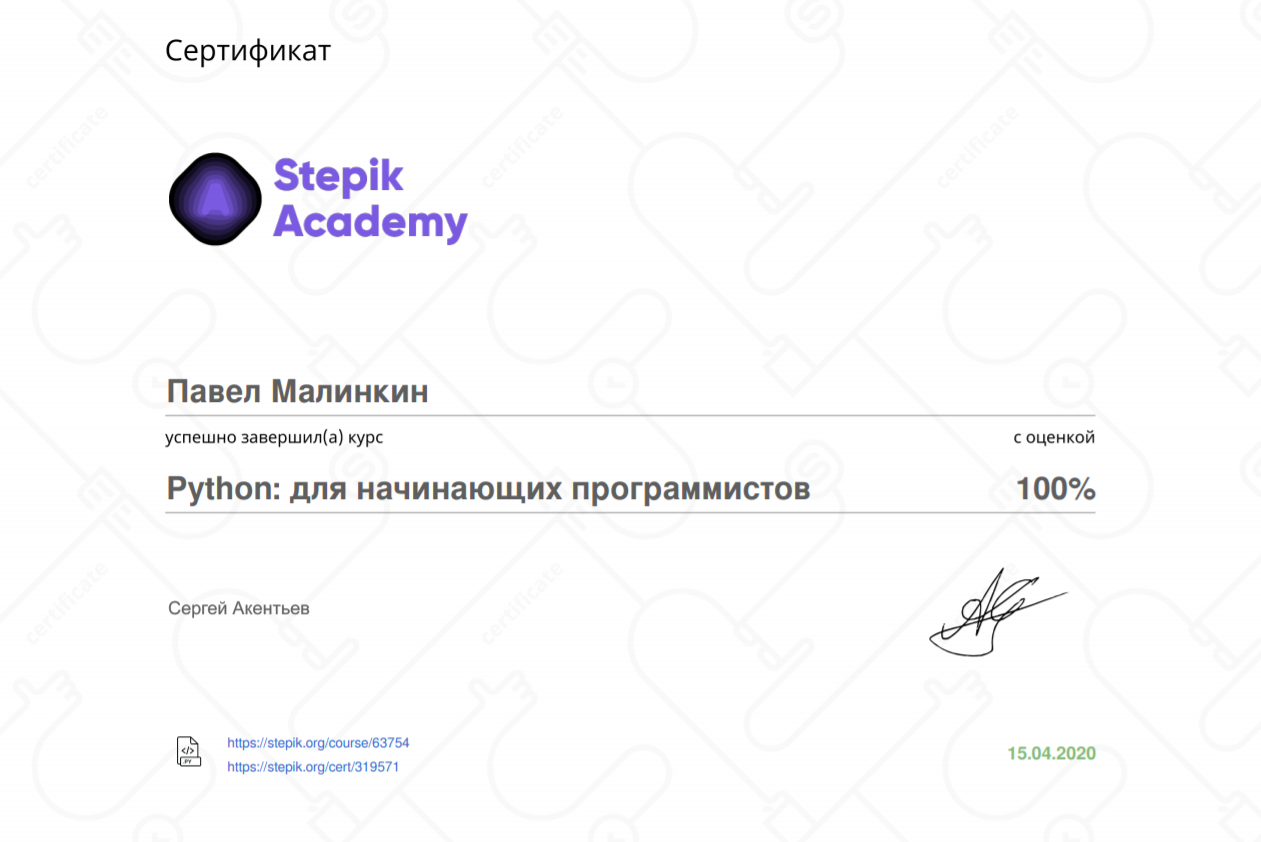 Сертификат
Stepik
Academy
Павел Малинкин
успешно завершил(а) курс с оценкой
Python: для начинающих программистов 100%
Сергей Акентьев
https://stepik.org/course/63754
https://stepik.org/cert/319571
15.04.2020